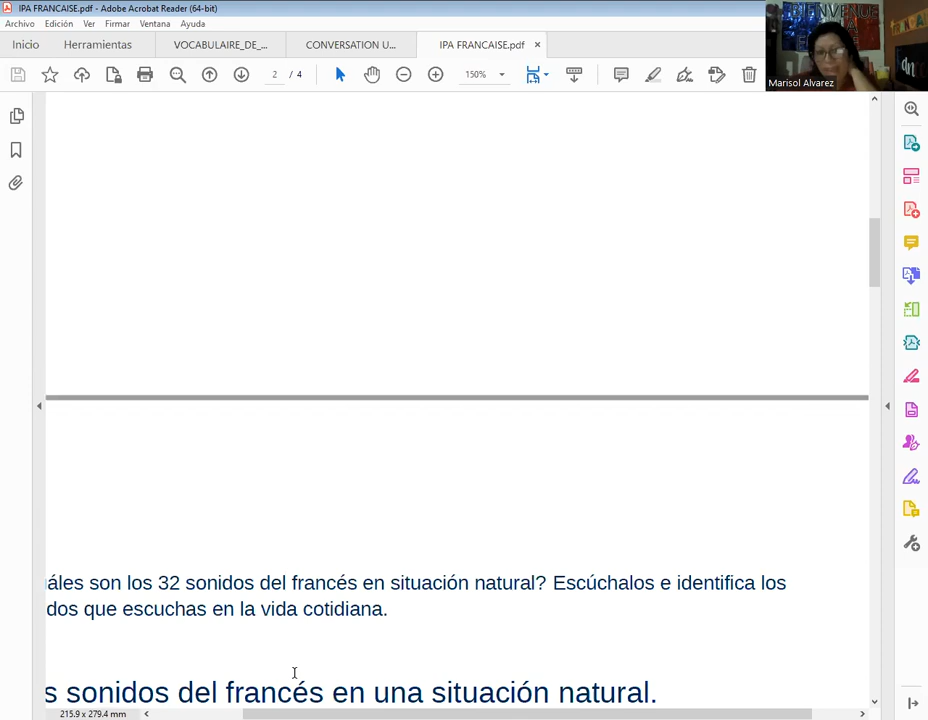 IPA FRANCAISE.pdf - Adobe Acrobat Reader (64-bit)
Archivo Edición Ver Firmar Ventana Ayuda
Inicio Herramientas VOCABULAIRE_DE_... CONVERSATION U... IPA FRANCAISE.pdf
2 / 4 150%
BIENVENUE
Marisol Alvarez
uáles son los 32 sonidos del francés en situación natural? Escúchalos e identifica los
dos que escuchas en la vida cotidiana.
s sonidos del francés en una situación natural.
215.9 x 279.4 mm